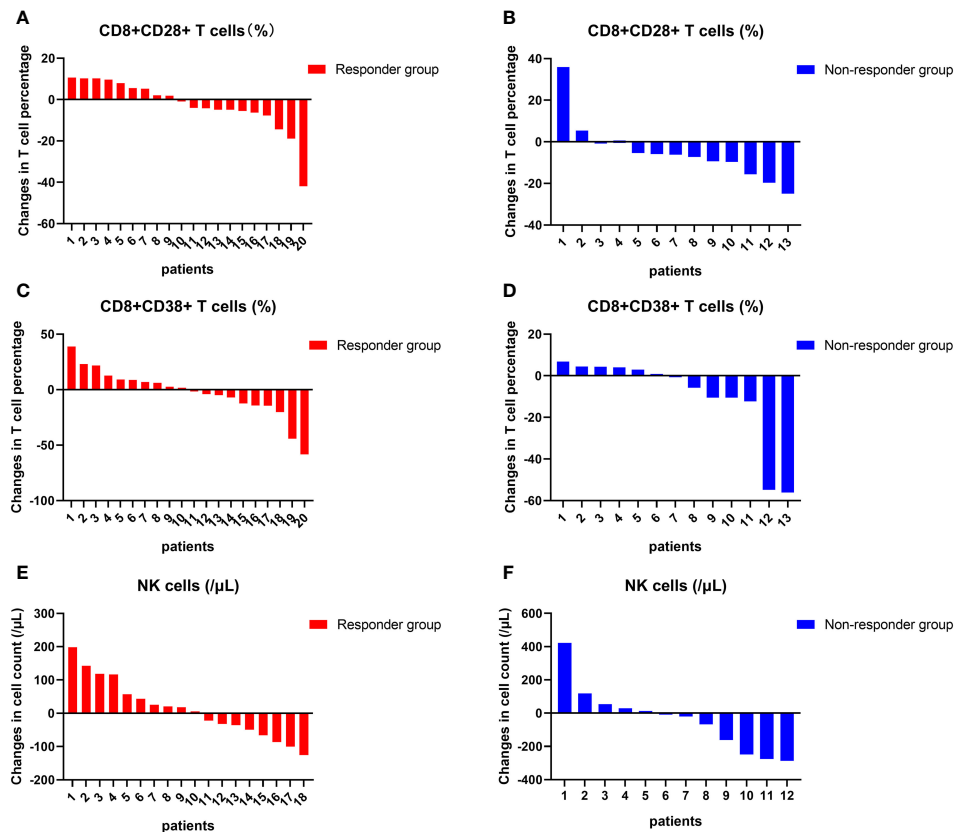 A
CD8+CD28+ T cells（%）
Changes in T cell percentage
20
0
-20
-40
-60
1 2 3 4 5 6 7 8 9 10 11 12 13 14 15 16 17 18 19 20
patients
Responder group
B
CD8+CD28+ T cells (%)
Changes in T cell percentage
40
20
0
-20
-40
1 2 3 4 5 6 7 8 9 10 11 12 13
patients
Non-responder group
C
CD8+CD38+ T cells (%)
Changes in T cell percentage
50
0
-50
-100
1 2 3 4 5 6 7 8 9 10 11 12 13 14 15 16 17 18 19 20
patients
Responder group
D
CD8+CD38+ T cells (%)
Changes in T cell percentage
20
0
-20
-40
-60
1 2 3 4 5 6 7 8 9 10 11 12 13
patients
Non-responder group
E
NK cells (/μL)
Changes in cell count (/μL)
300
200
100
0
-100
-200
1 2 3 4 5 6 7 8 9 10 11 12 13 14 15 16 17 18
patients
Responder group
F
NK cells (/μL)
Changes in cell count (/μL)
600
400
200
0
-200
-400
1 2 3 4 5 6 7 8 9 10 11 12
patients
Non-responder group